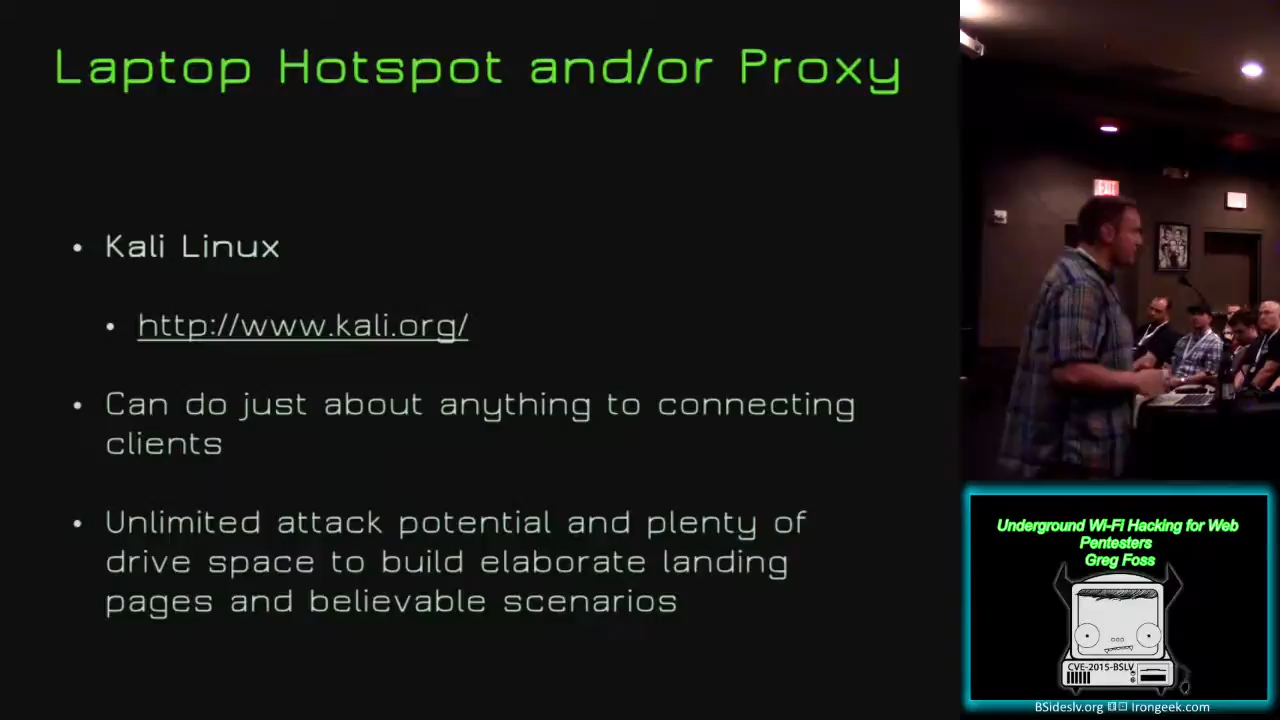 Laptop Hotspot and/or Proxy
• Kali Linux
• http://www.kali.org/
• Can do just about anything to connecting
clients
• Unlimited attack potential and plenty of
drive space to build elaborate landing
pages and believable scenarios
EXIT
Underground Wi-Fi Hacking for Web
Pentesters
Greg Foss
CVE-2015-BSLV
BSideslv.org Irongeek.com